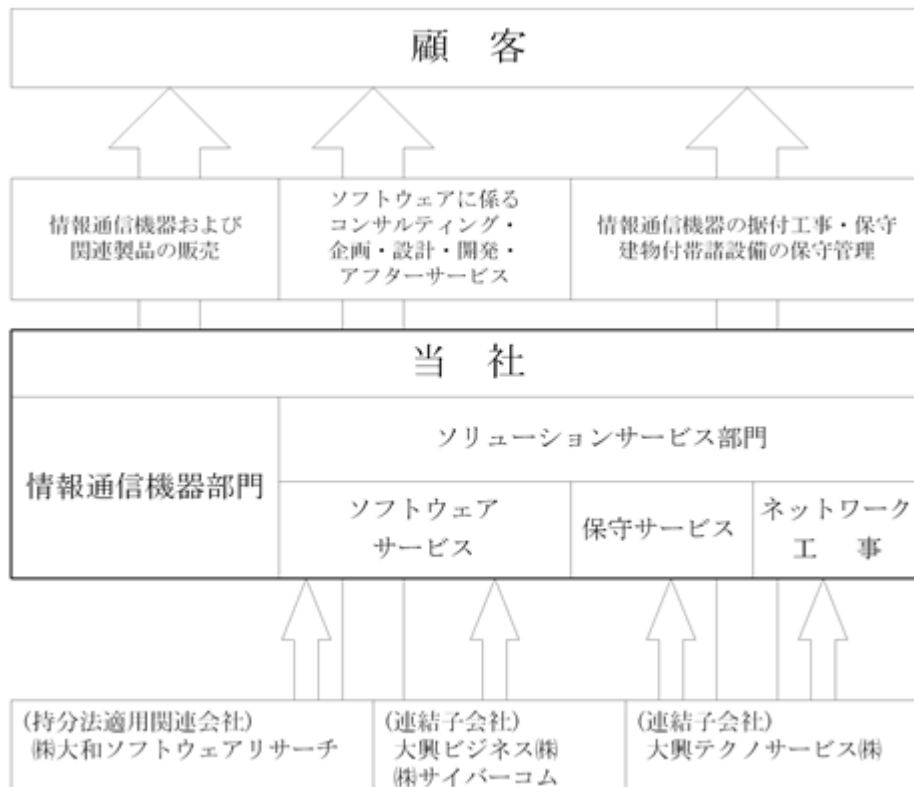 顧 客
情報通信機器および
関連製品の販売
ソフトウェアに係る
コンサルティング・
企画・設計・開発・
アフターサービス
情報通信機器の据付工事・保守
建物付帯諸設備の保守管理
当 社
情報通信機器部門
ソリューションサービス部門
ソフトウェア
サービス
保守サービス
ネットワーク
工 事
(持分法適用関連会社)
㈱大和ソフトウェアリサーチ
(連結子会社)
大興ビジネス㈱
㈱サイバーコム
(連結子会社)
大興テクノサービス㈱